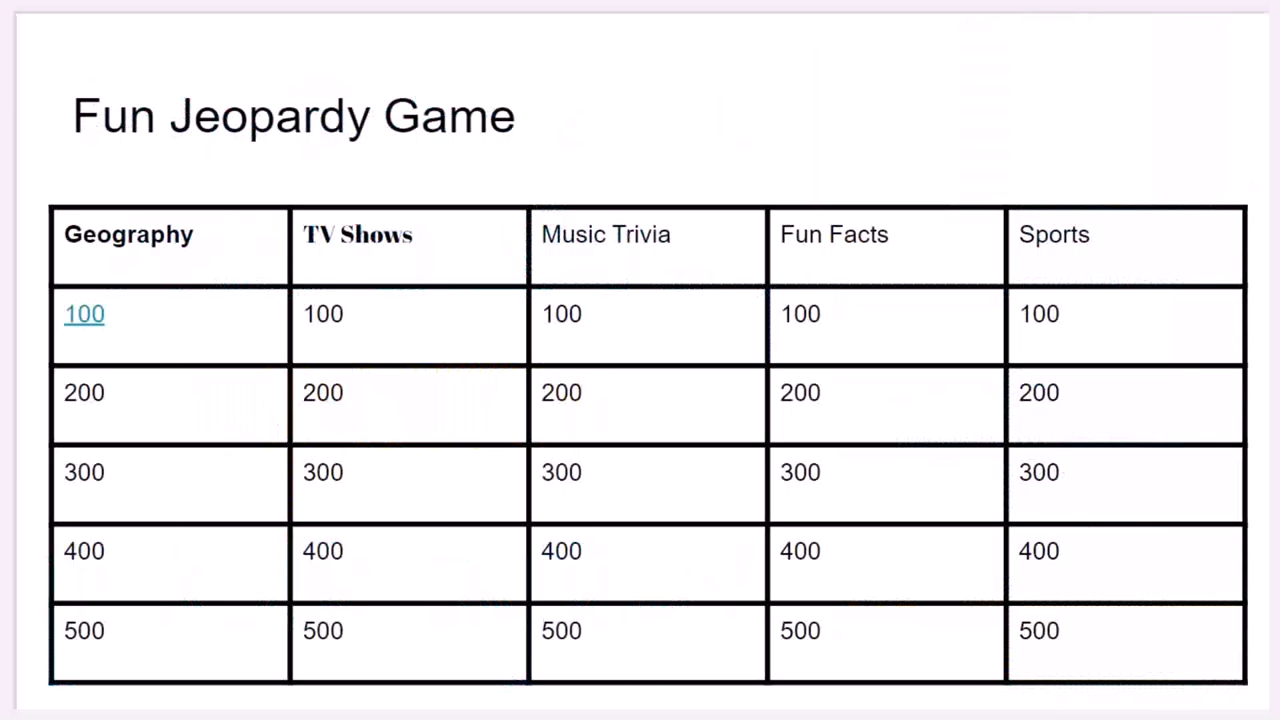 Fun Jeopardy Game
Geography TV Shows Music Trivia Fun Facts Sports
100 100 100 100 100
200 200 200 200 200
300 300 300 300 300
400 400 400 400 400
500 500 500 500 500